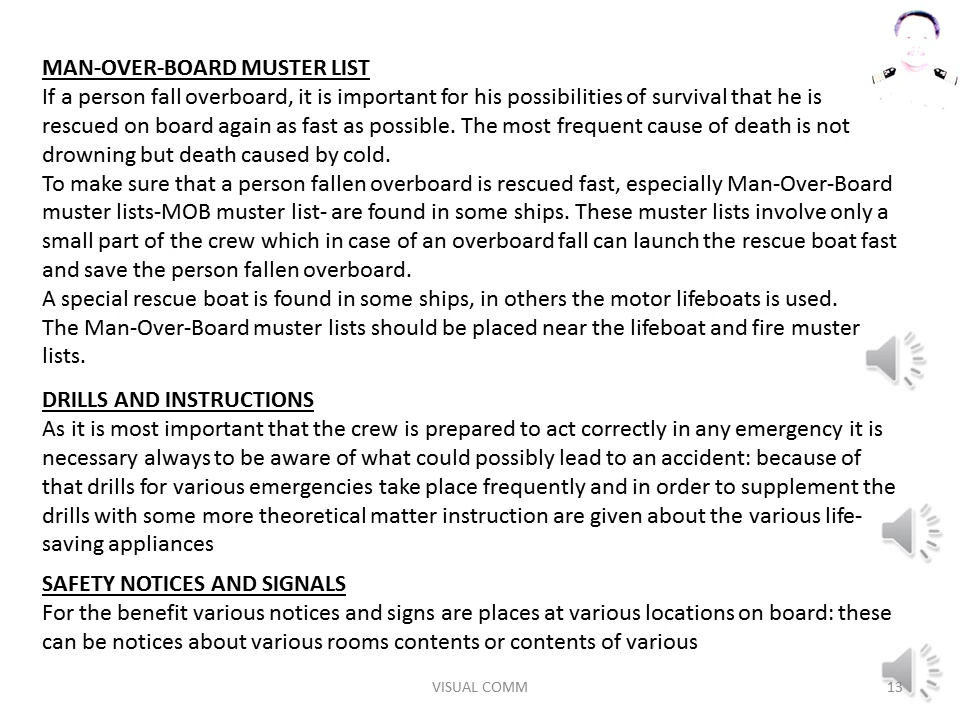 MAN-OVER-BOARD MUSTER LIST
If a person fall overboard, it is important for his possibilities of survival that he is
rescued on board again as fast as possible. The most frequent cause of death is not
drowning but death caused by cold.
To make sure that a person fallen overboard is rescued fast, especially Man-Over-Board
muster lists-MOB muster list- are found in some ships. These muster lists involve only a
small part of the crew which in case of an overboard fall can launch the rescue boat fast
and save the person fallen overboard.
A special rescue boat is found in some ships, in others the motor lifeboats is used.
The Man-Over-Board muster lists should be placed near the lifeboat and fire muster
lists.
DRILLS AND INSTRUCTIONS
As it is most important that the crew is prepared to act correctly in any emergency it is
necessary always to be aware of what could possibly lead to an accident: because of
that drills for various emergencies take place frequently and in order to supplement the
drills with some more theoretical matter instruction are given about the various life-
saving appliances
SAFETY NOTICES AND SIGNALS
For the benefit various notices and signs are places at various locations on board: these
can be notices about various rooms contents or contents of various
VISUAL COMM
13